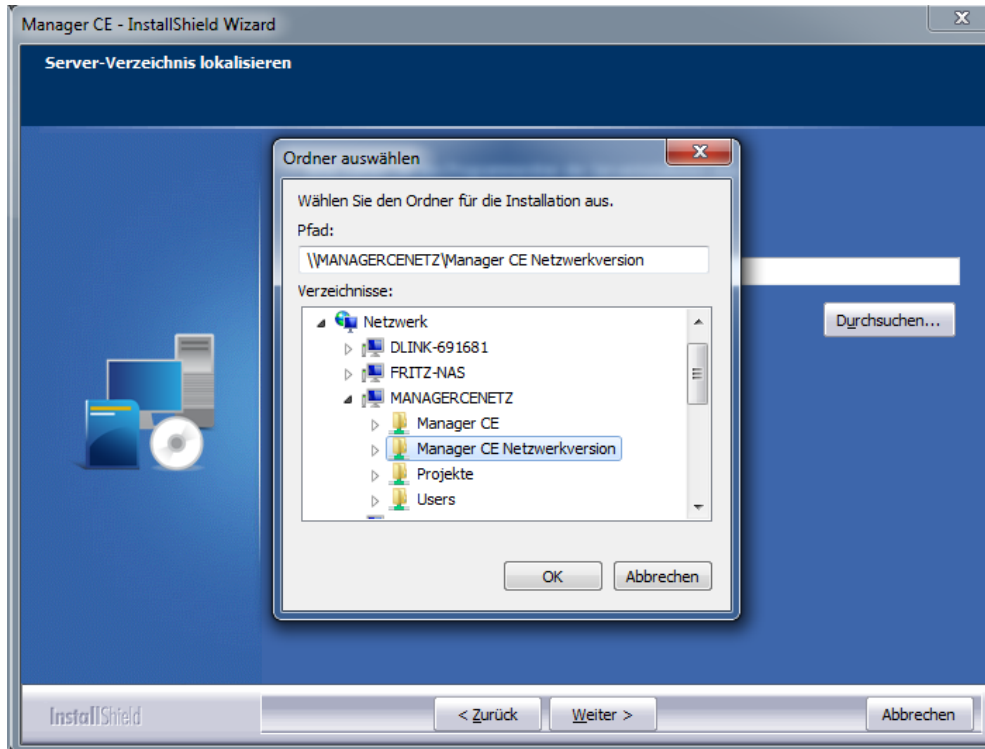 Manager CE - InstallShield Wizard
Server-Verzeichnis lokalisieren
Ordner auswählen
Wählen Sie den Ordner für die Installation aus.
Pfad:
\\MANAGERCENETZ\Manager CE Netzwerkversion
Verzeichnisse:
Netzwerk
DLINK-691681
FRITZ-NAS
MANAGERCENETZ
Manager CE
Manager CE Netzwerkversion
Projekte
Users
Durchsuchen...
OK Abbrechen
InstallShield
< Zurück Weiter > Abbrechen